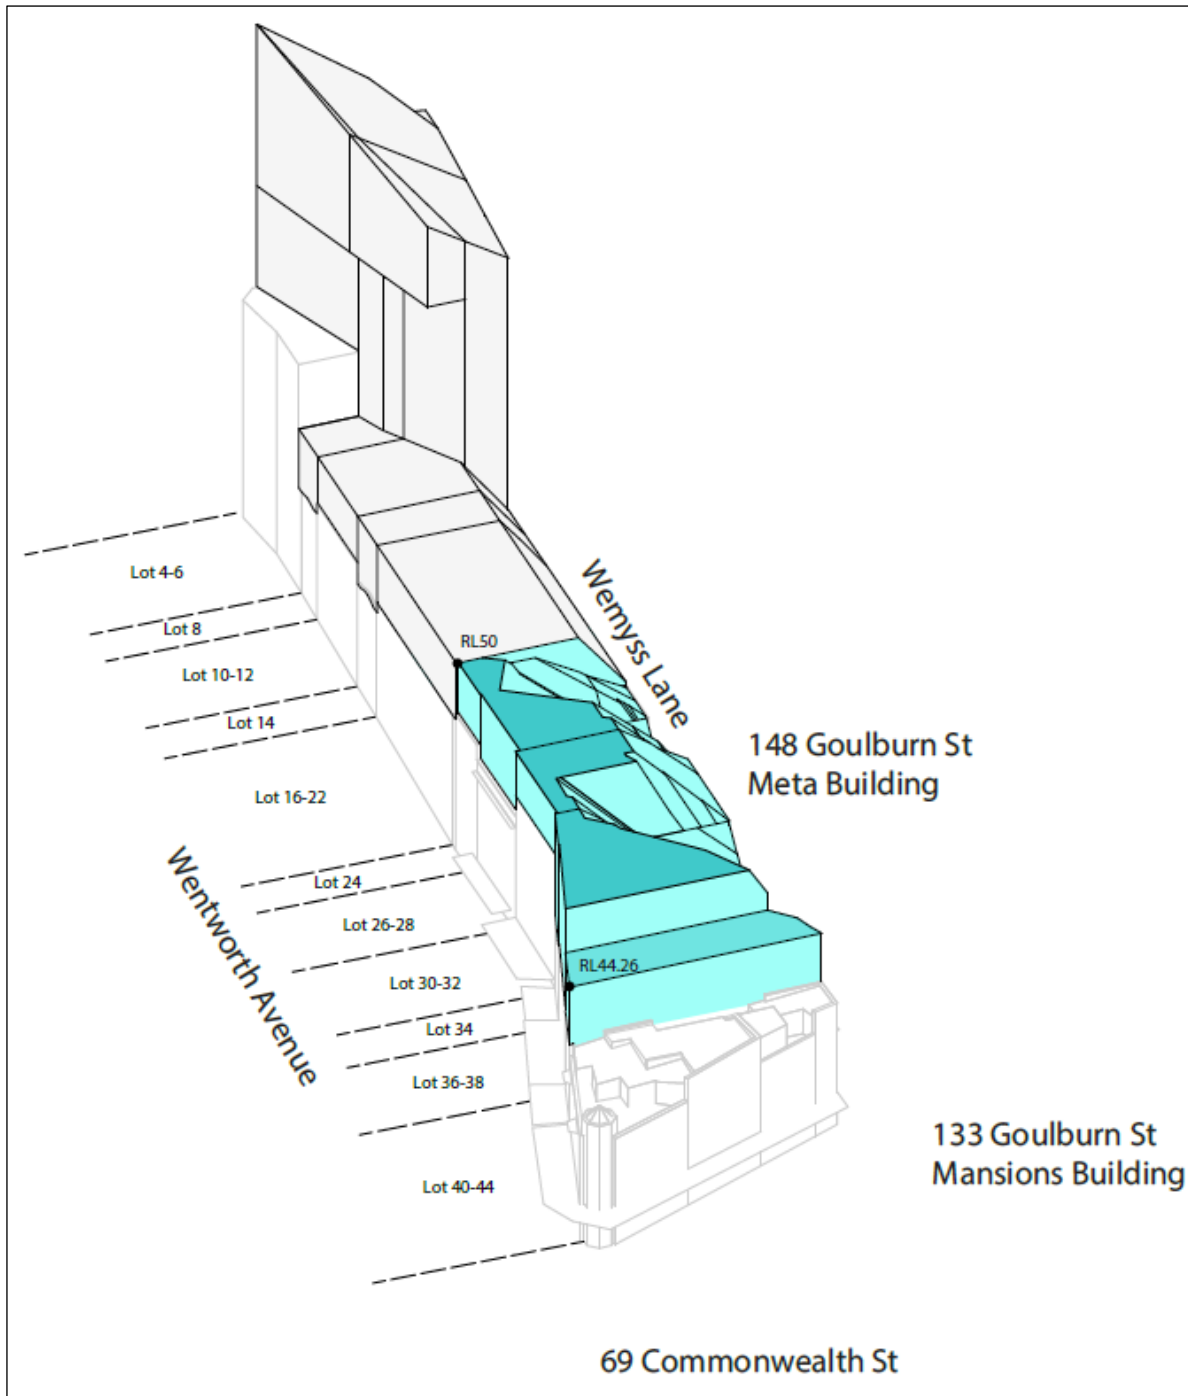 Lot 4-6
Lot 8
Lot 10-12
Lot 14
Lot 16-22
Lot 24
Lot 26-28
Lot 30-32
Lot 34
Lot 36-38
Lot 40-44
Wentworth Avenue
Wemyss Lane
RL50
RL44.26
148 Goulburn St
Meta Building
133 Goulburn St
Mansions Building
69 Commonwealth St